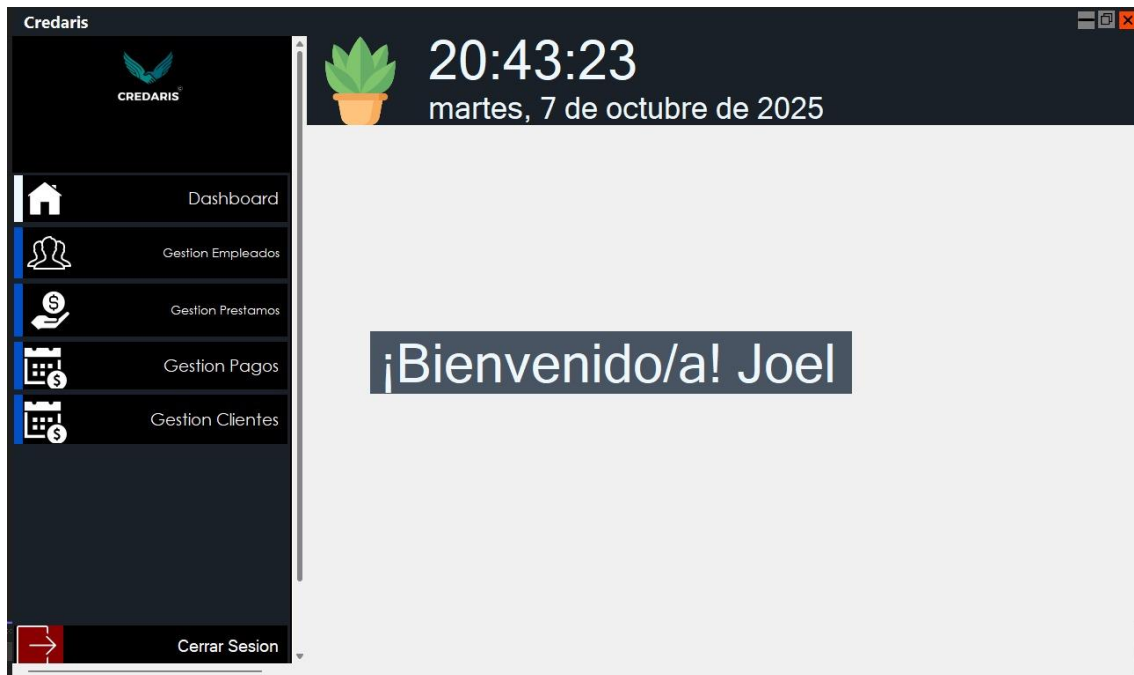 Credaris
CREDARIS©
20:43:23
martes, 7 de octubre de 2025
Dashboard
Gestion Empleados
Gestion Prestamos
Gestion Pagos
Gestion Clientes
¡Bienvenido/a! Joel
Cerrar Sesion